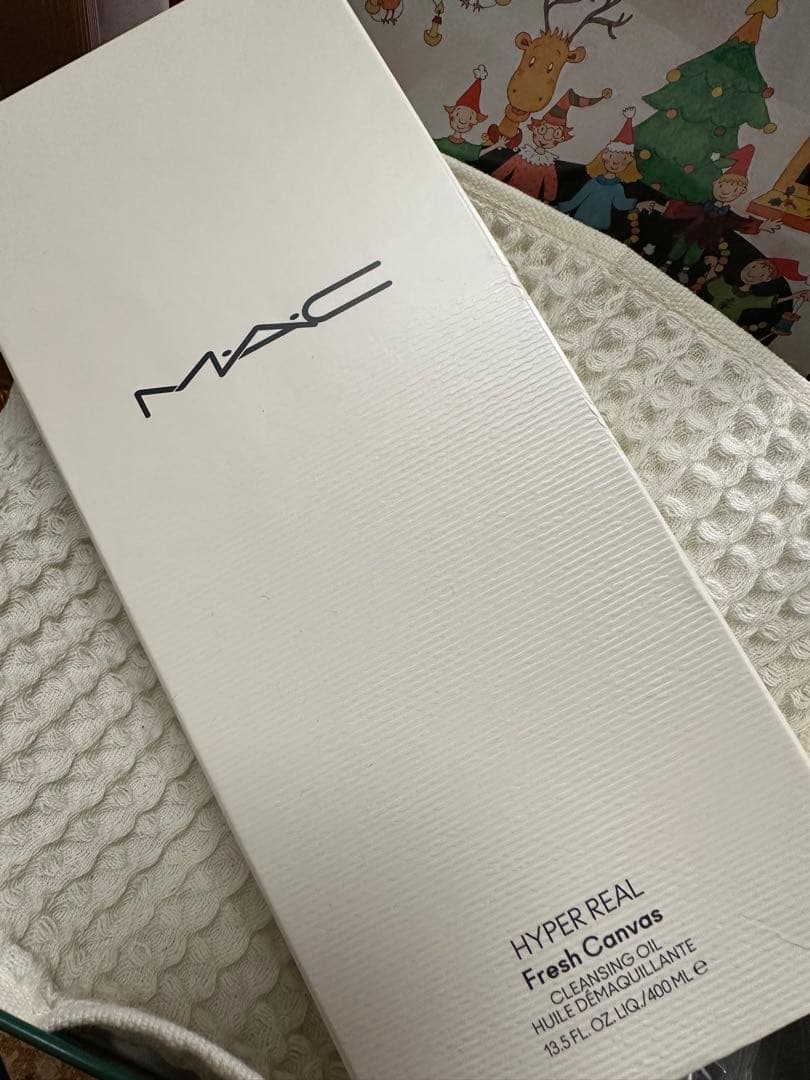 M·A·C
HYPER REAL
Fresh Canvas
CLEANSING OIL
HUILE DÉMAQUILLANTE
13.5 FL. OZ. LIQ./400 ML ℮